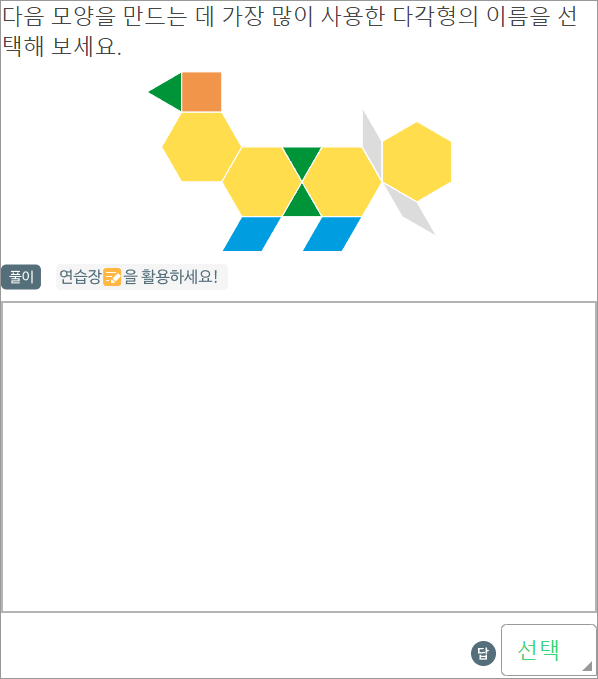 다음 모양을 만드는 데 가장 많이 사용한 다각형의 이름을 선
택해 보세요.
풀이 연습장을 활용하세요!
답 선택